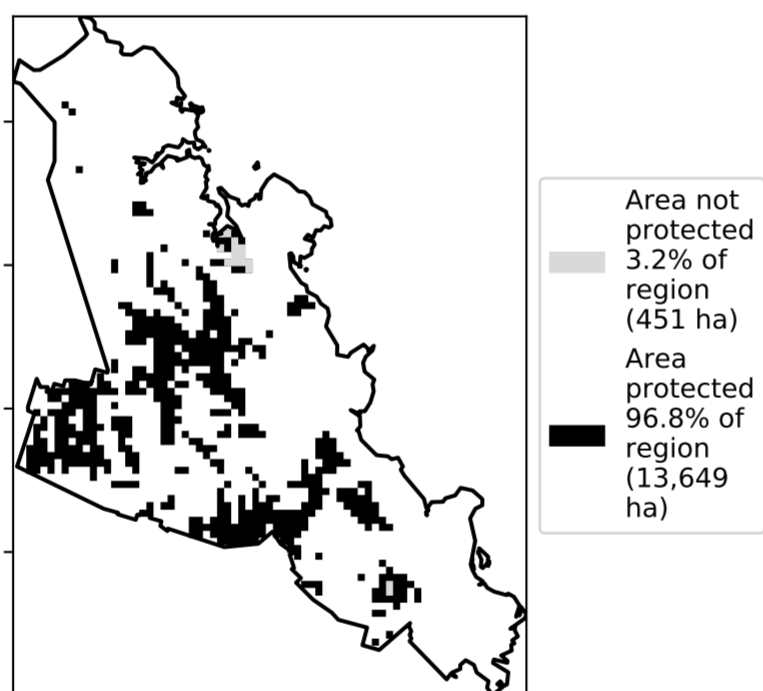 Area not
protected
3.2% of
region
(451 ha)
Area
protected
96.8% of
region
(13,649
ha)